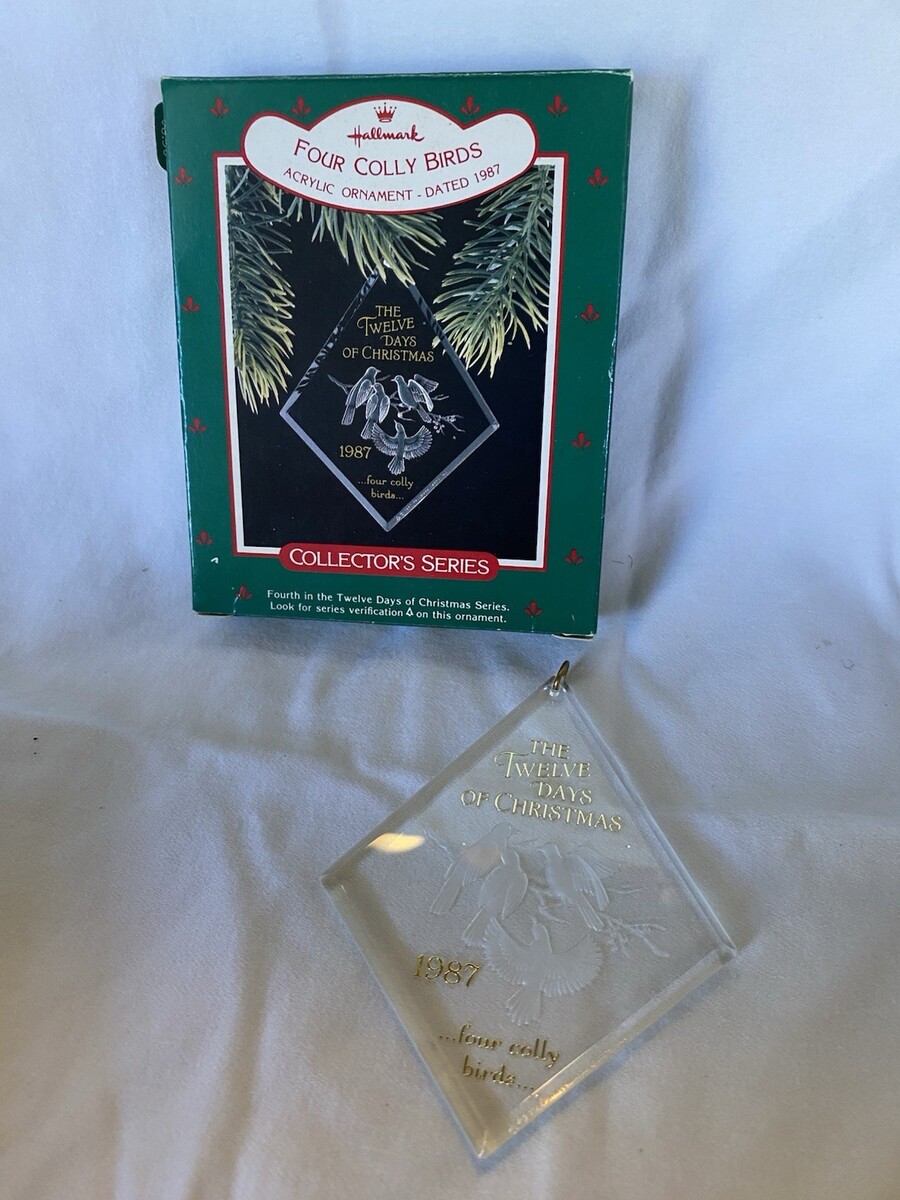 Hallmark
FOUR COLLY BIRDS
ACRYLIC ORNAMENT - DATED 1987
THE
TWELVE
DAYS
OF CHRISTMAS
1987
...four colly
birds...
COLLECTOR'S SERIES
Fourth in the Twelve Days of Christmas Series.
Look for series verification on this ornament.
THE
TWELVE
DAYS
OF CHRISTMAS
1987
...four colly
birds...